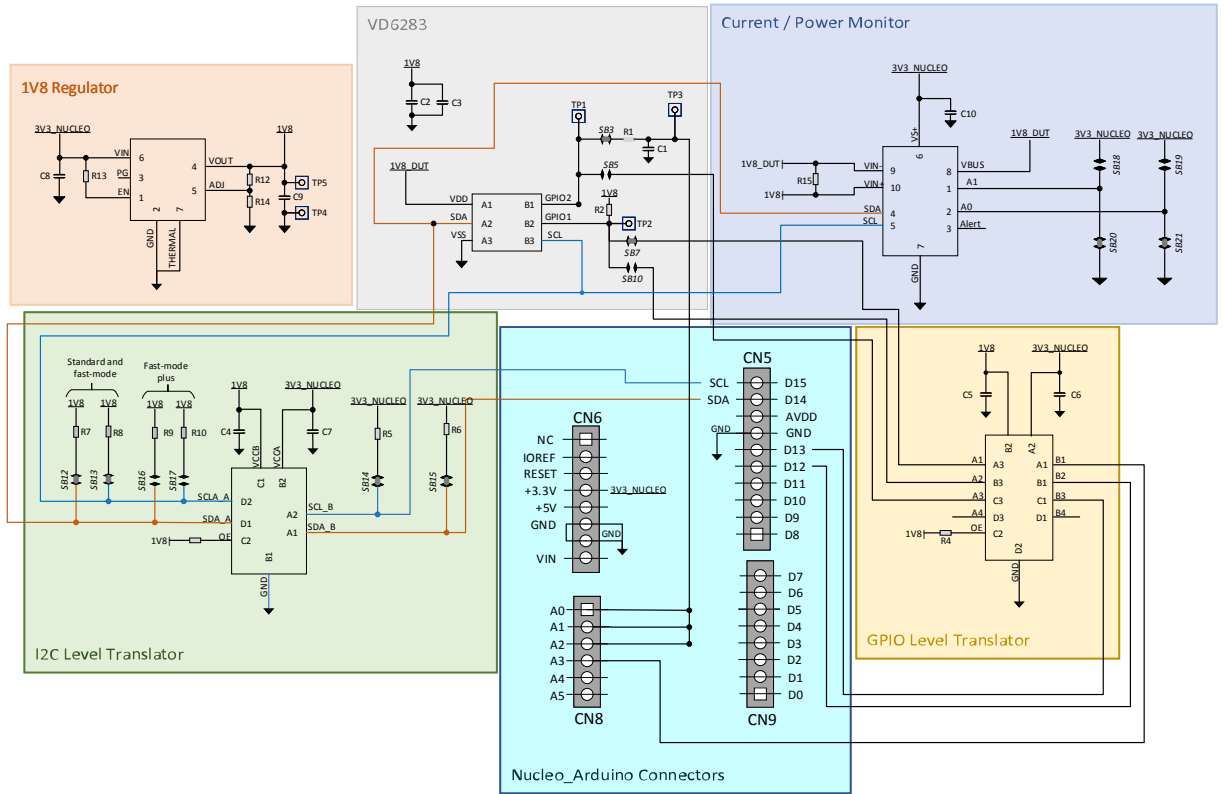 VD6283
Current / Power Monitor
1V8 Regulator
3V3_NUCLEO
VIN
6
4
VOUT
1V8
C8
R13
PG
3
EN
1
5
ADJ
R12
R14
C9
TP5
TP4
2
7
GND
THERMAL
1V8
C2
C3
TP1
TP3
SB3
R1
C1
SB5
1V8_DUT
1V8
R2
VDD
A1
B1
GPIO2
SDA
A2
B2
GPIO1
TP2
VSS
A3
B3
SCL
SB7
SB10
3V3_NUCLEO
C10
VS+
6
1V8_DUT
VIN-
9
R15
1V8
VIN+
10
SDA
4
SCL
5
8
VBUS
1
A1
2
A0
3
Alert
7
GND
1V8_DUT
3V3_NUCLEO
3V3_NUCLEO
SB18
SB19
SB20
SB21
Standard and
fast-mode
Fast-mode
plus
1V8
1V8
1V8
1V8
R7
R8
R9
R10
SB12
SB13
SB16
SB17
1V8
3V3_NUCLEO
C4
C7
VCCB
VCCA
C1
B2
3V3_NUCLEO
3V3_NUCLEO
R5
R6
SB14
SB15
SCLA_A
D2
SDA_A
D1
1V8
OE
C2
A2
SCL_B
A1
SDA_B
B1
GND
I2C Level Translator
CN6
NC
IOREF
RESET
+3.3V
3V3_NUCLEO
+5V
GND
GND
VIN
CN5
SCL
D15
SDA
D14
AVDD
GND
GND
D13
D12
D11
D10
D9
D8
A0
A1
A2
A3
A4
A5
CN8
D7
D6
D5
D4
D3
D2
D1
D0
CN9
Nucleo_Arduino Connectors
1V8
3V3_NUCLEO
C5
C6
B2
A2
A1
A3
A1
B1
A2
B3
B1
B2
A3
C3
C1
B3
A4
D3
D1
B4
1V8
R4
OE
C2
D2
GND
GPIO Level Translator